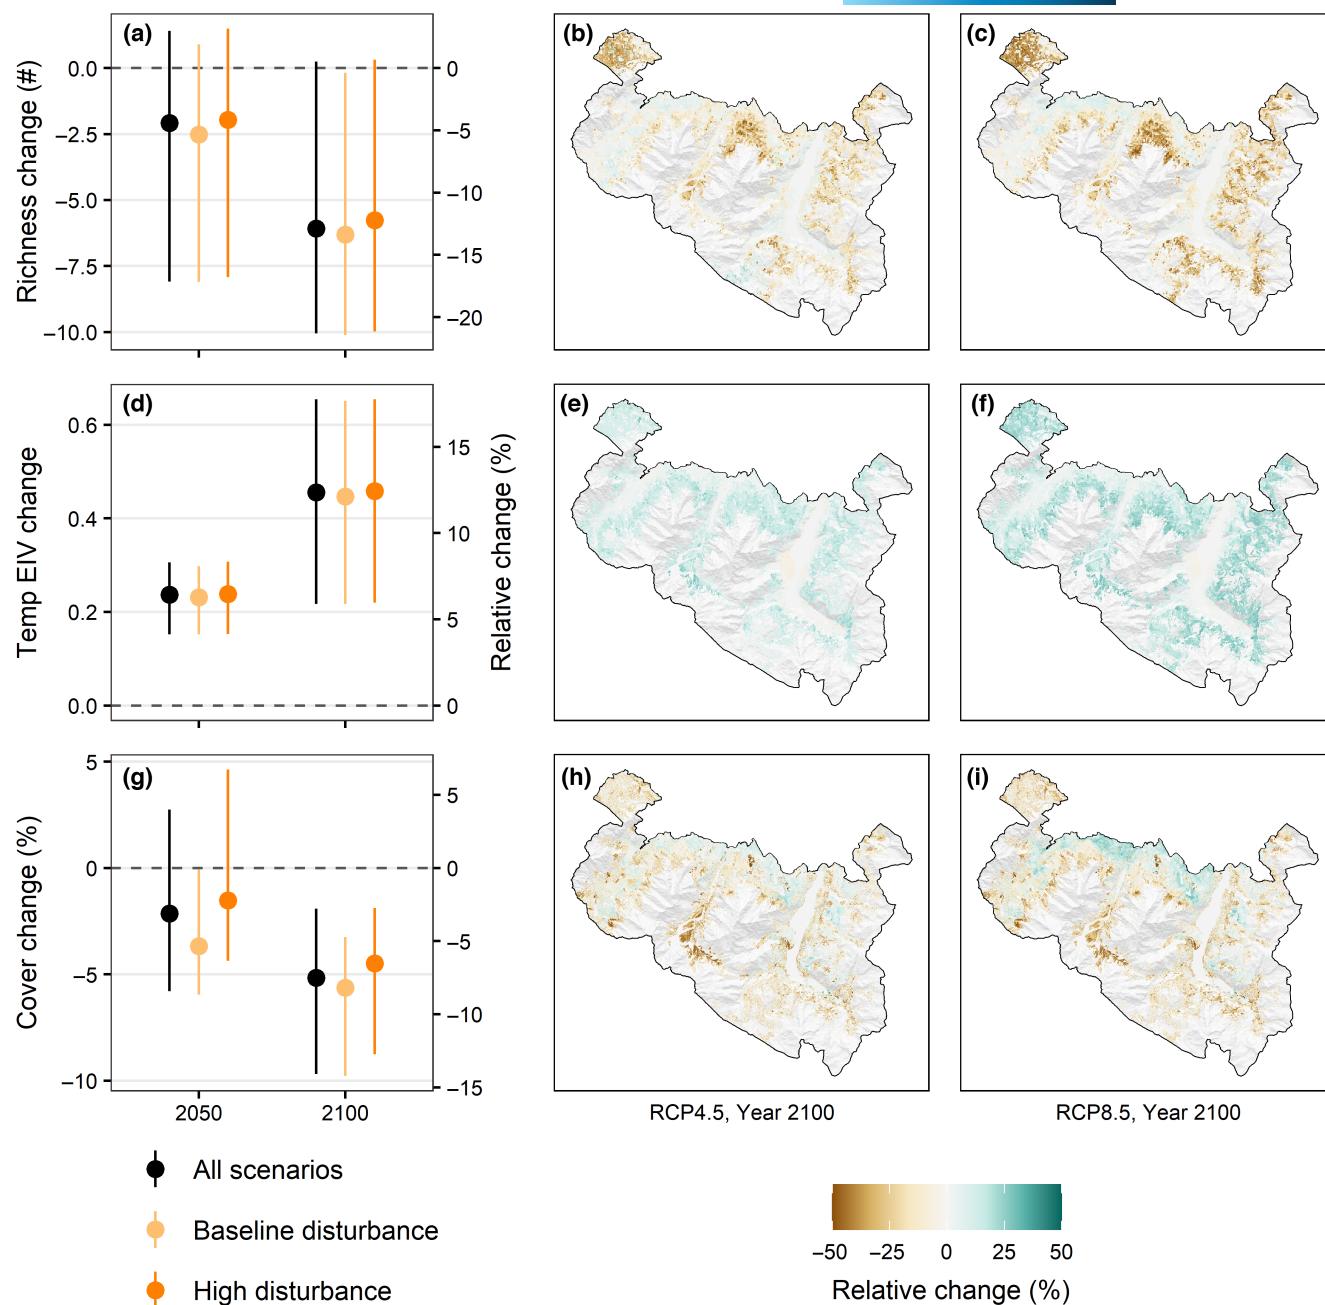 (a)
Richness change (#)
0.0
−2.5
−5.0
−7.5
−10.0
0
−5
−10
−15
−20
(b)
(c)
(d)
Temp EIV change
0.6
0.4
0.2
0.0
15
10
5
0
Relative change (%)
(e)
(f)
(g)
Cover change (%)
5
0
−5
−10
5
0
−5
−10
−15
2050
2100
(h)
(i)
RCP4.5, Year 2100
RCP8.5, Year 2100
All scenarios
Baseline disturbance
High disturbance
−50 −25 0 25 50
Relative change (%)